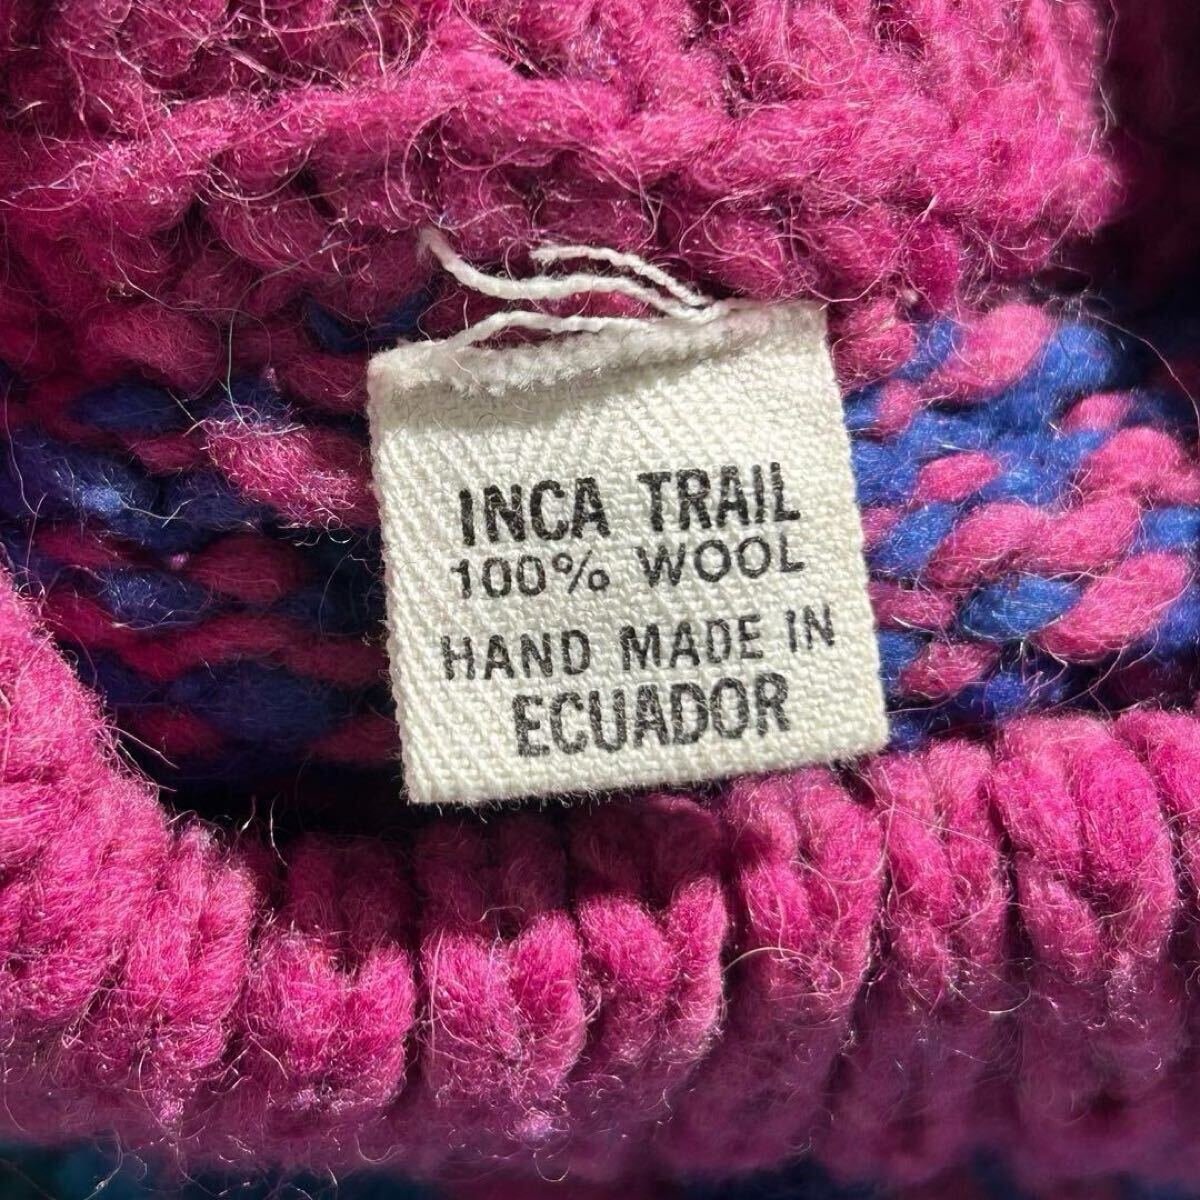 INCA TRAIL
100% WOOL
HAND MADE IN
ECUADOR